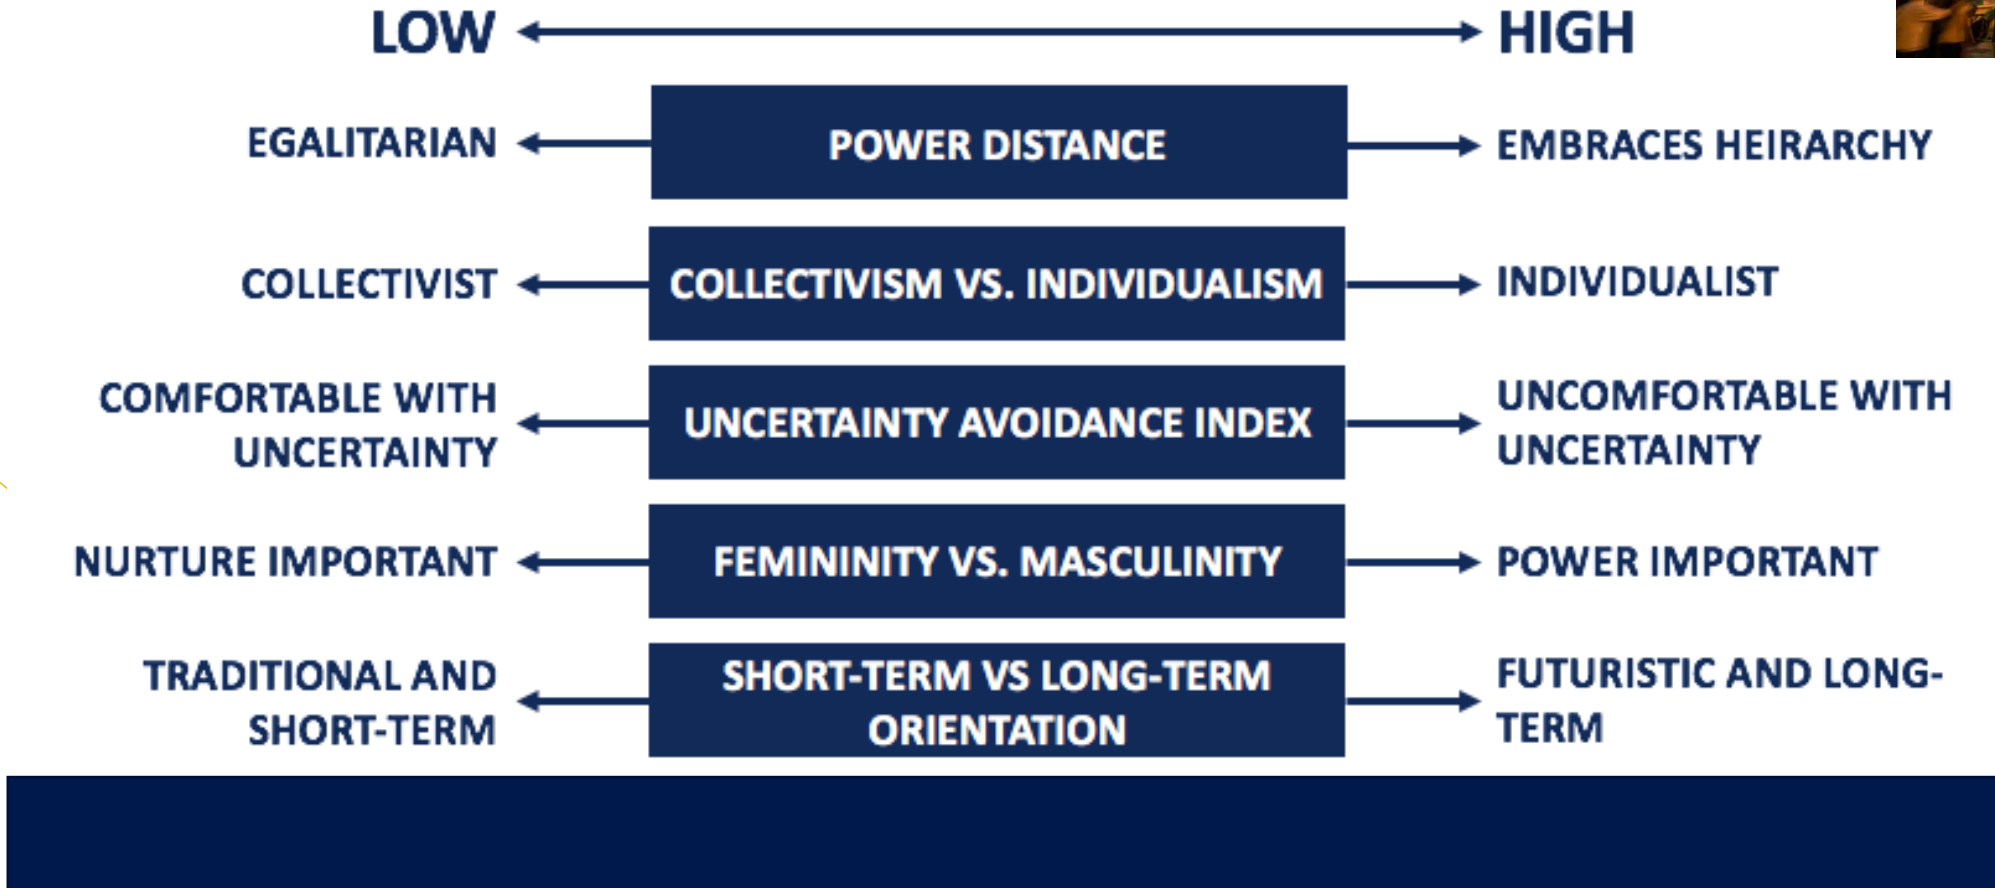 LOW HIGH
EGALITARIAN POWER DISTANCE EMBRACES HEIRARCHY
COLLECTIVIST COLLECTIVISM VS. INDIVIDUALISM INDIVIDUALIST
COMFORTABLE WITH
UNCERTAINTY
UNCERTAINTY AVOIDANCE INDEX
UNCOMFORTABLE WITH
UNCERTAINTY
NURTURE IMPORTANT FEMININITY VS. MASCULINITY POWER IMPORTANT
TRADITIONAL AND
SHORT-TERM
SHORT-TERM VS LONG-TERM
ORIENTATION
FUTURISTIC AND LONG-
TERM